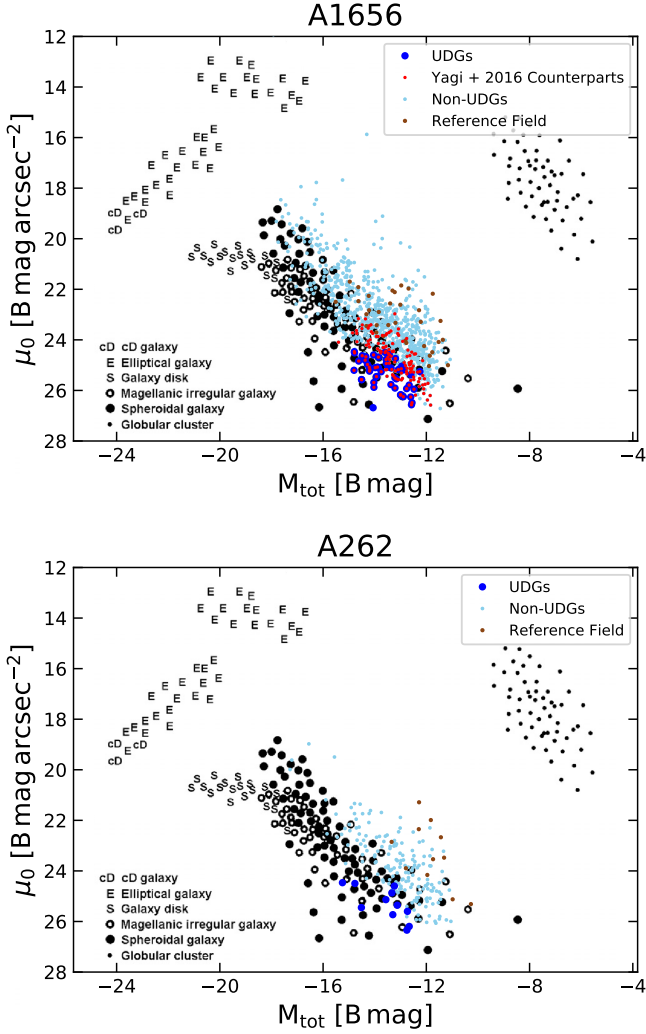 A1656
UDGs
Yagi + 2016 Counterparts
Non-UDGs
Reference Field
12
14
16
18
20
22
24
26
28
μ₀ [B mag arcsec⁻²]
cD cD galaxy
E Elliptical galaxy
S Galaxy disk
Magellanic irregular galaxy
Spheroidal galaxy
Globular cluster
−24 −20 −16 −12 −8 −4
M_tot [B mag]
A262
UDGs
Non-UDGs
Reference Field
12
14
16
18
20
22
24
26
28
μ₀ [B mag arcsec⁻²]
cD cD galaxy
E Elliptical galaxy
S Galaxy disk
Magellanic irregular galaxy
Spheroidal galaxy
Globular cluster
−24 −20 −16 −12 −8 −4
M_tot [B mag]